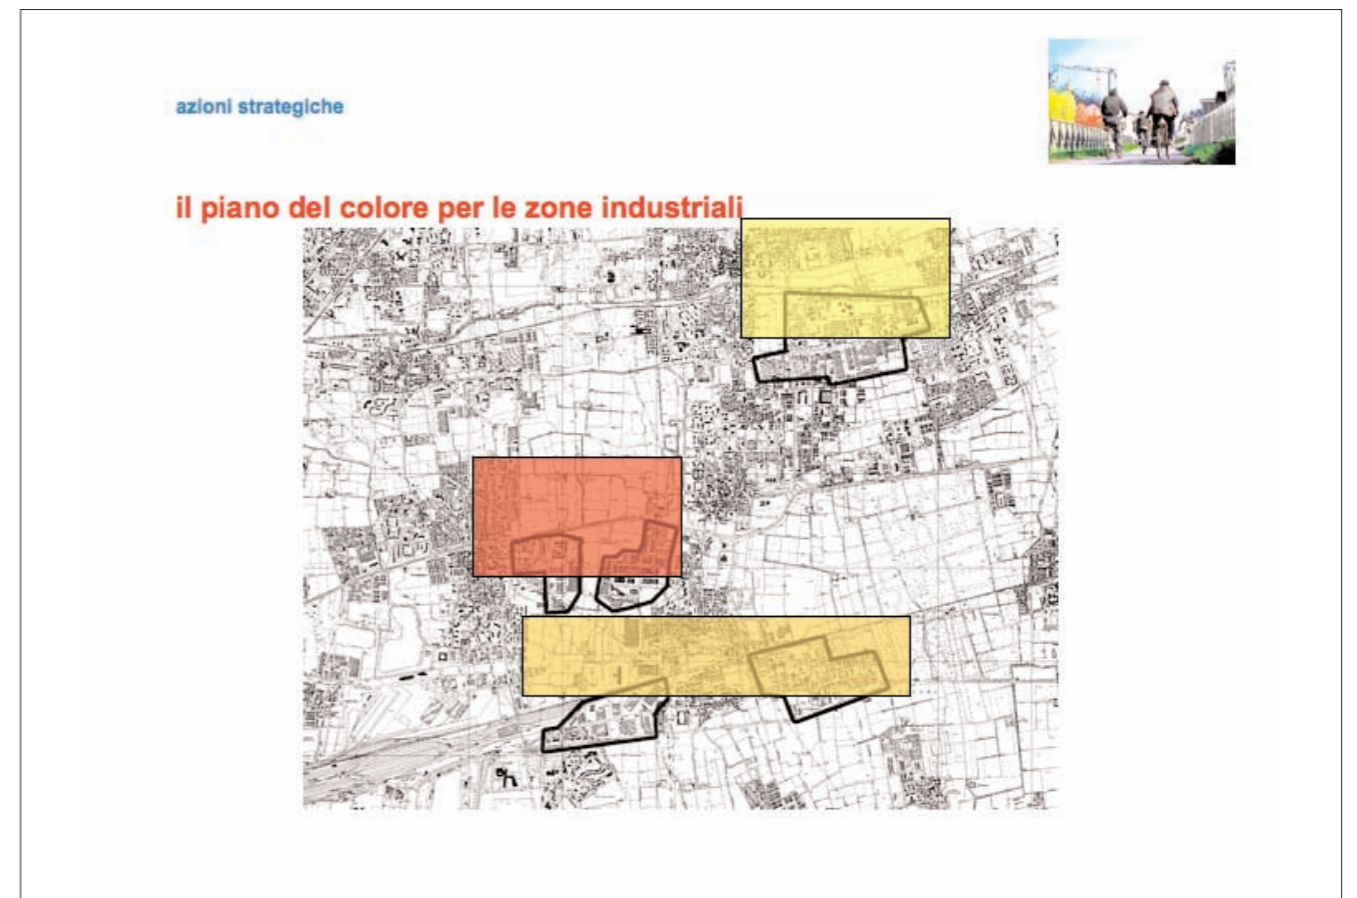 azioni strategiche
il piano del colore per le zone industriali